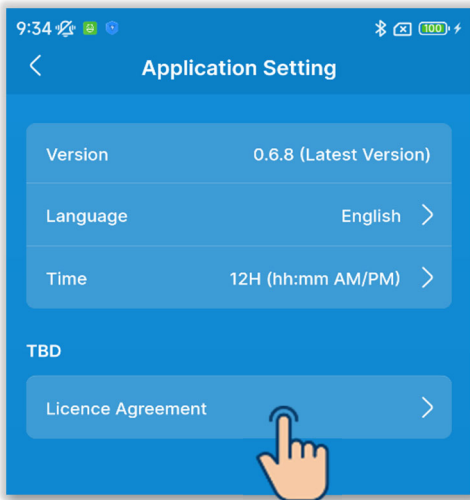 9:34 100
Application Setting
Version 0.6.8 (Latest Version)
Language English
Time 12H (hh:mm AM/PM)
TBD
Licence Agreement